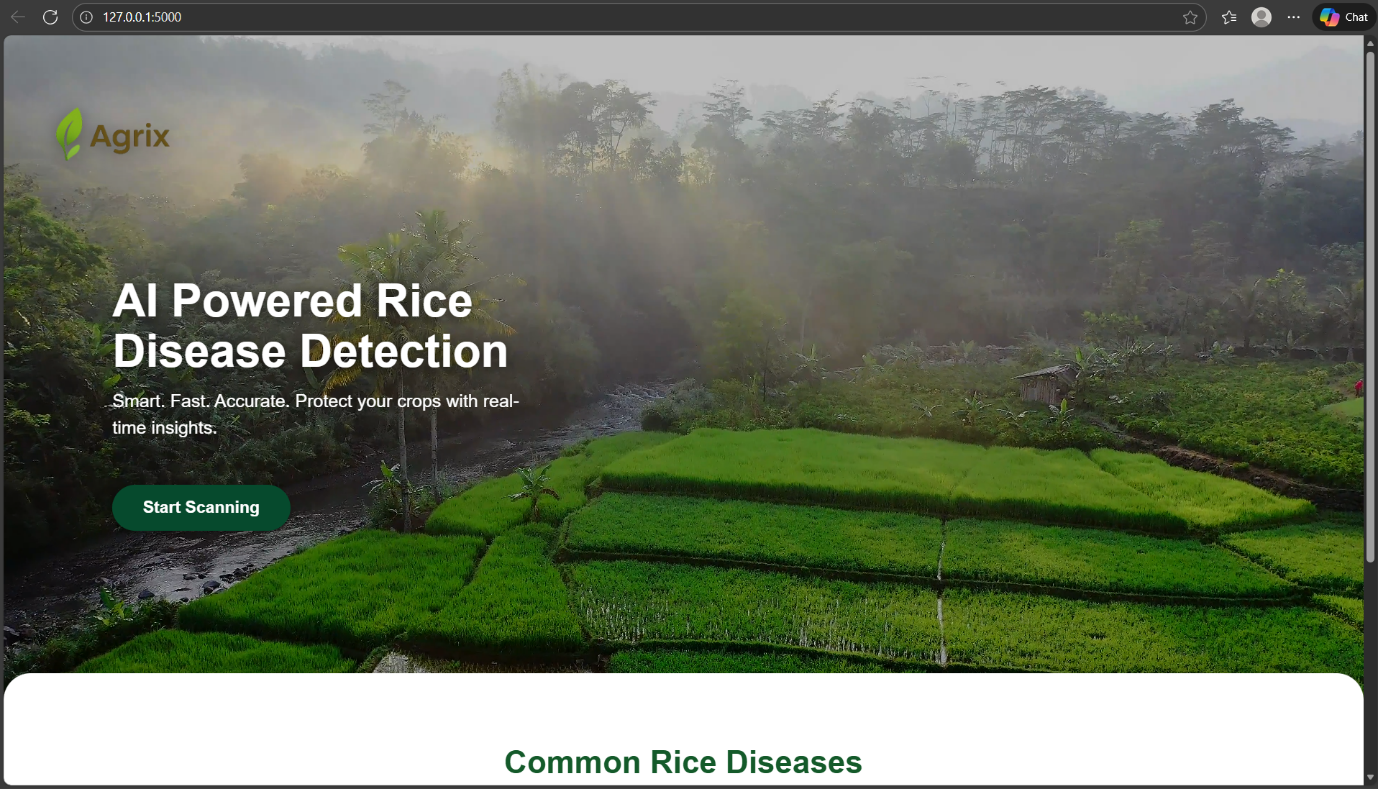 127.0.0.1:5000
Chat
Agrix
AI Powered Rice
Disease Detection
Smart. Fast. Accurate. Protect your crops with real-
time insights.
Start Scanning
Common Rice Diseases